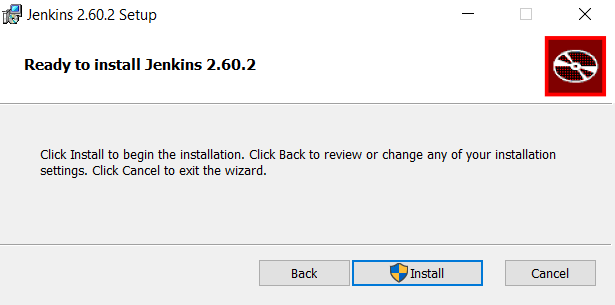 Jenkins 2.60.2 Setup
Ready to install Jenkins 2.60.2
Click Install to begin the installation. Click Back to review or change any of your installation
settings. Click Cancel to exit the wizard.
Back Install Cancel